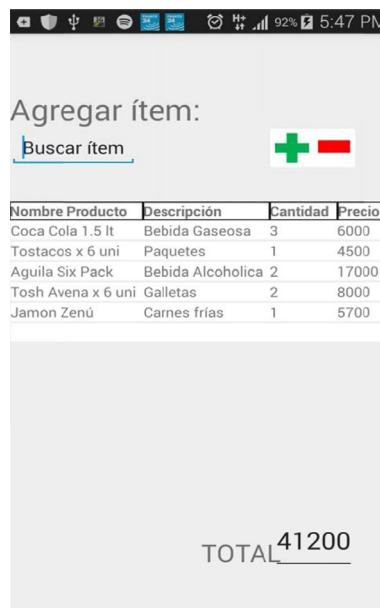 92% 5:47 PM
Agregar ítem:
Buscar ítem
Nombre Producto Descripción Cantidad Precio
Coca Cola 1.5 lt Bebida Gaseosa 3 6000
Tostacos x 6 uni Paquetes 1 4500
Aguila Six Pack Bebida Alcoholica 2 17000
Tosh Avena x 6 uni Galletas 2 8000
Jamon Zenú Carnes frías 1 5700
TOTAL 41200